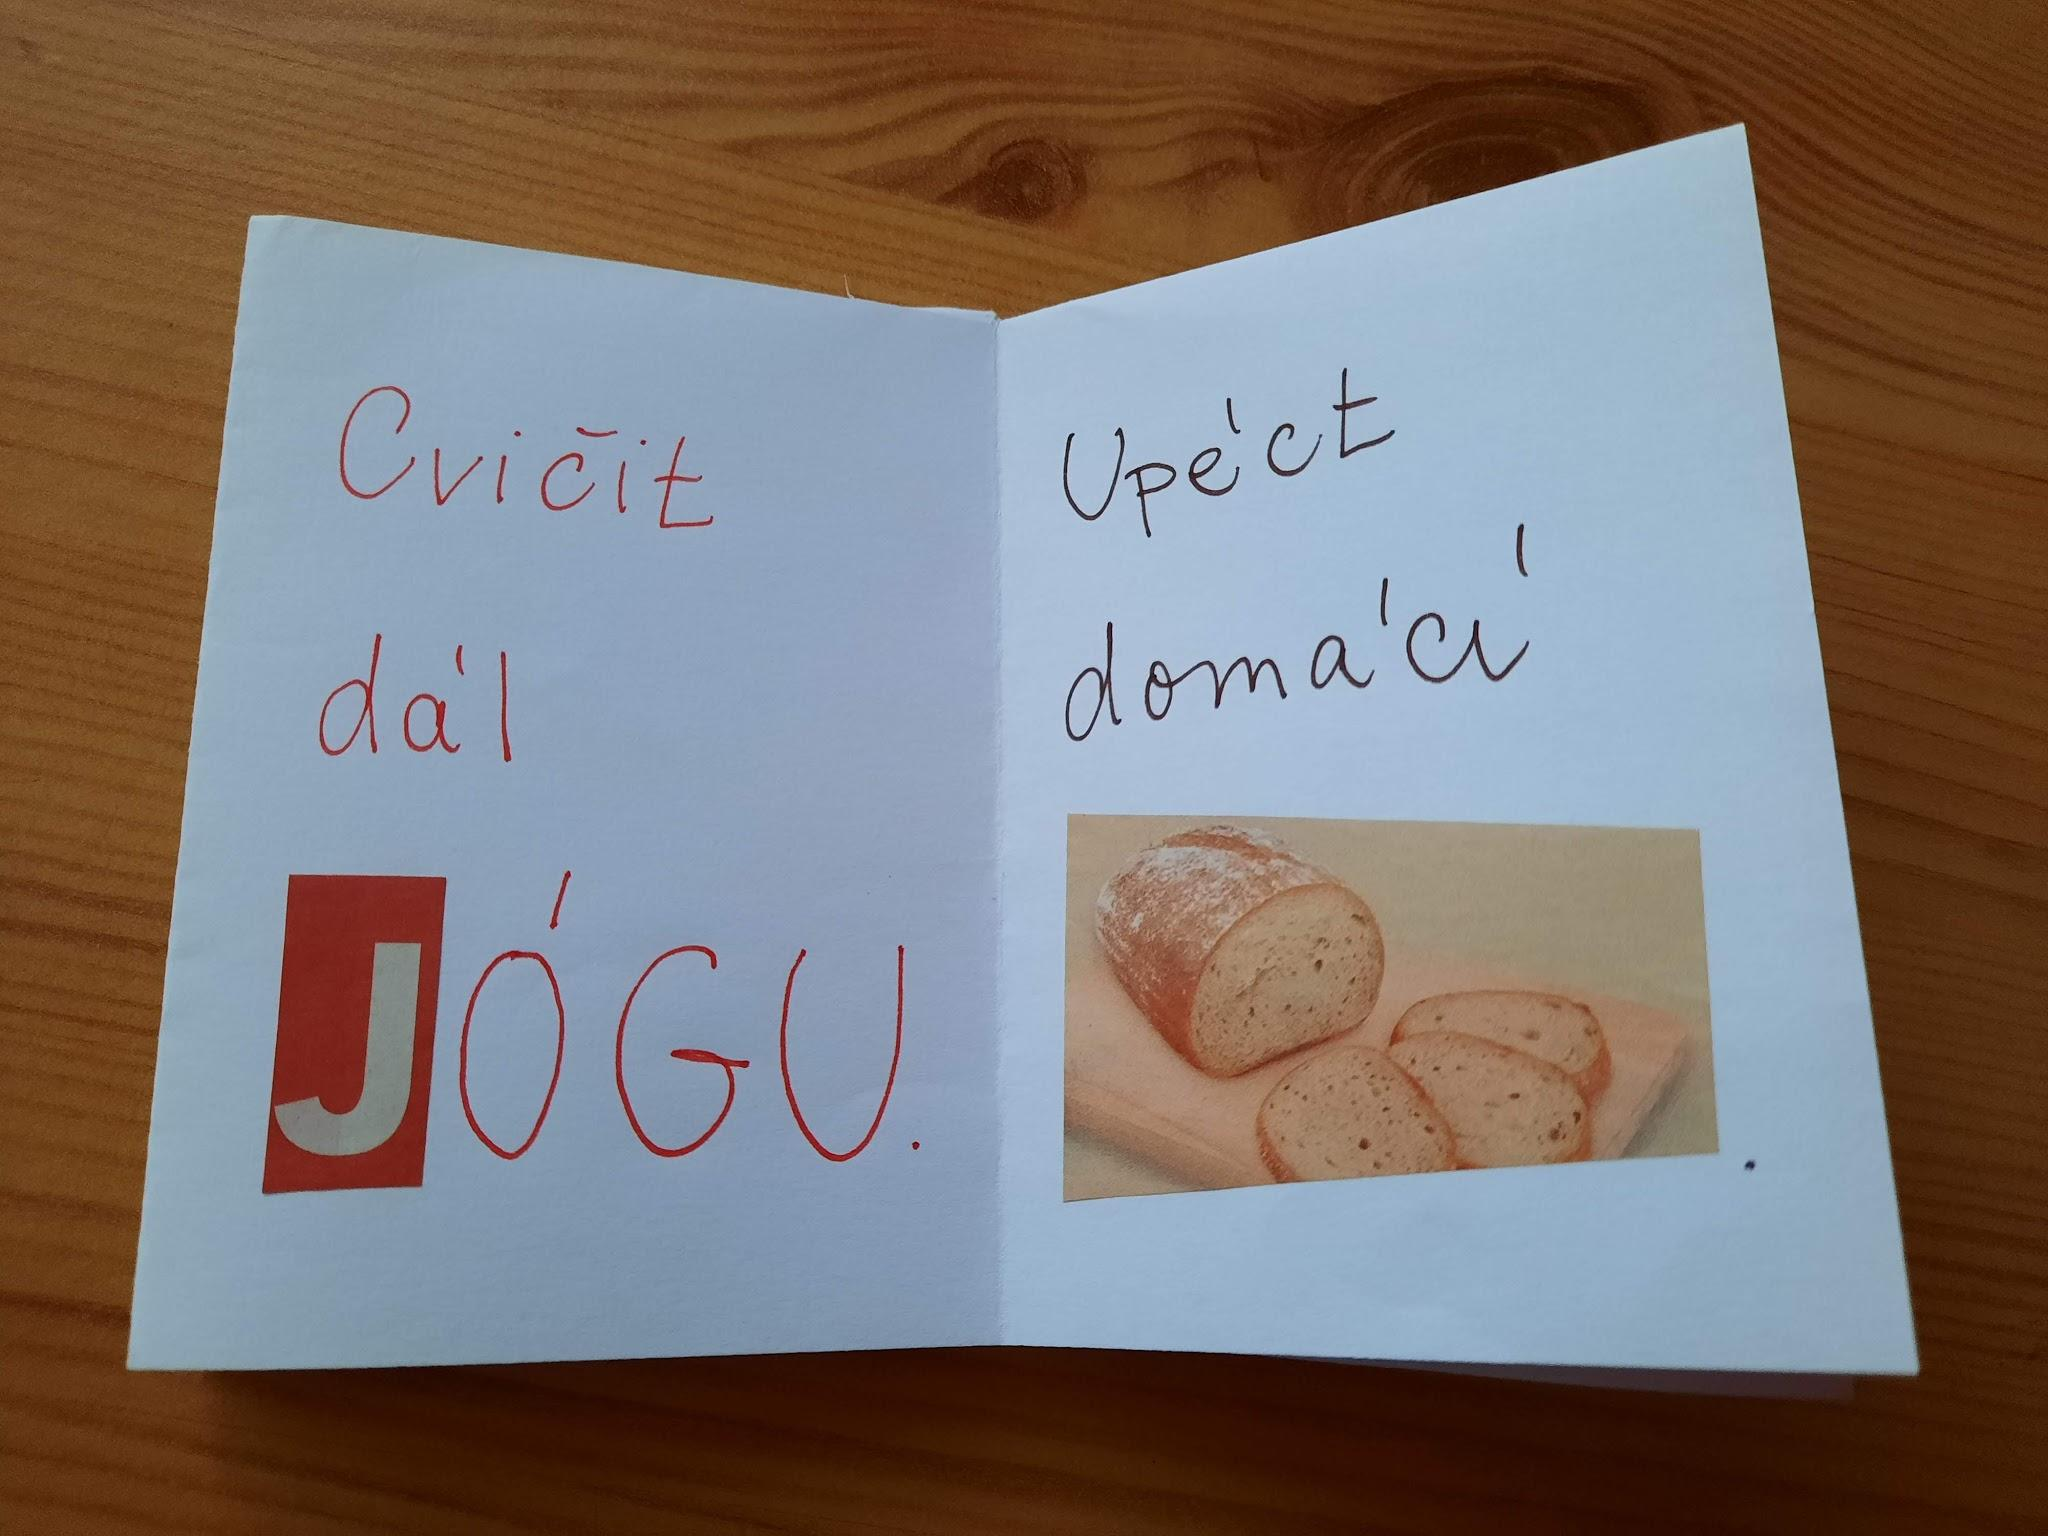 Cvičit
dál
JÓGU.
Upéct
domácí
.